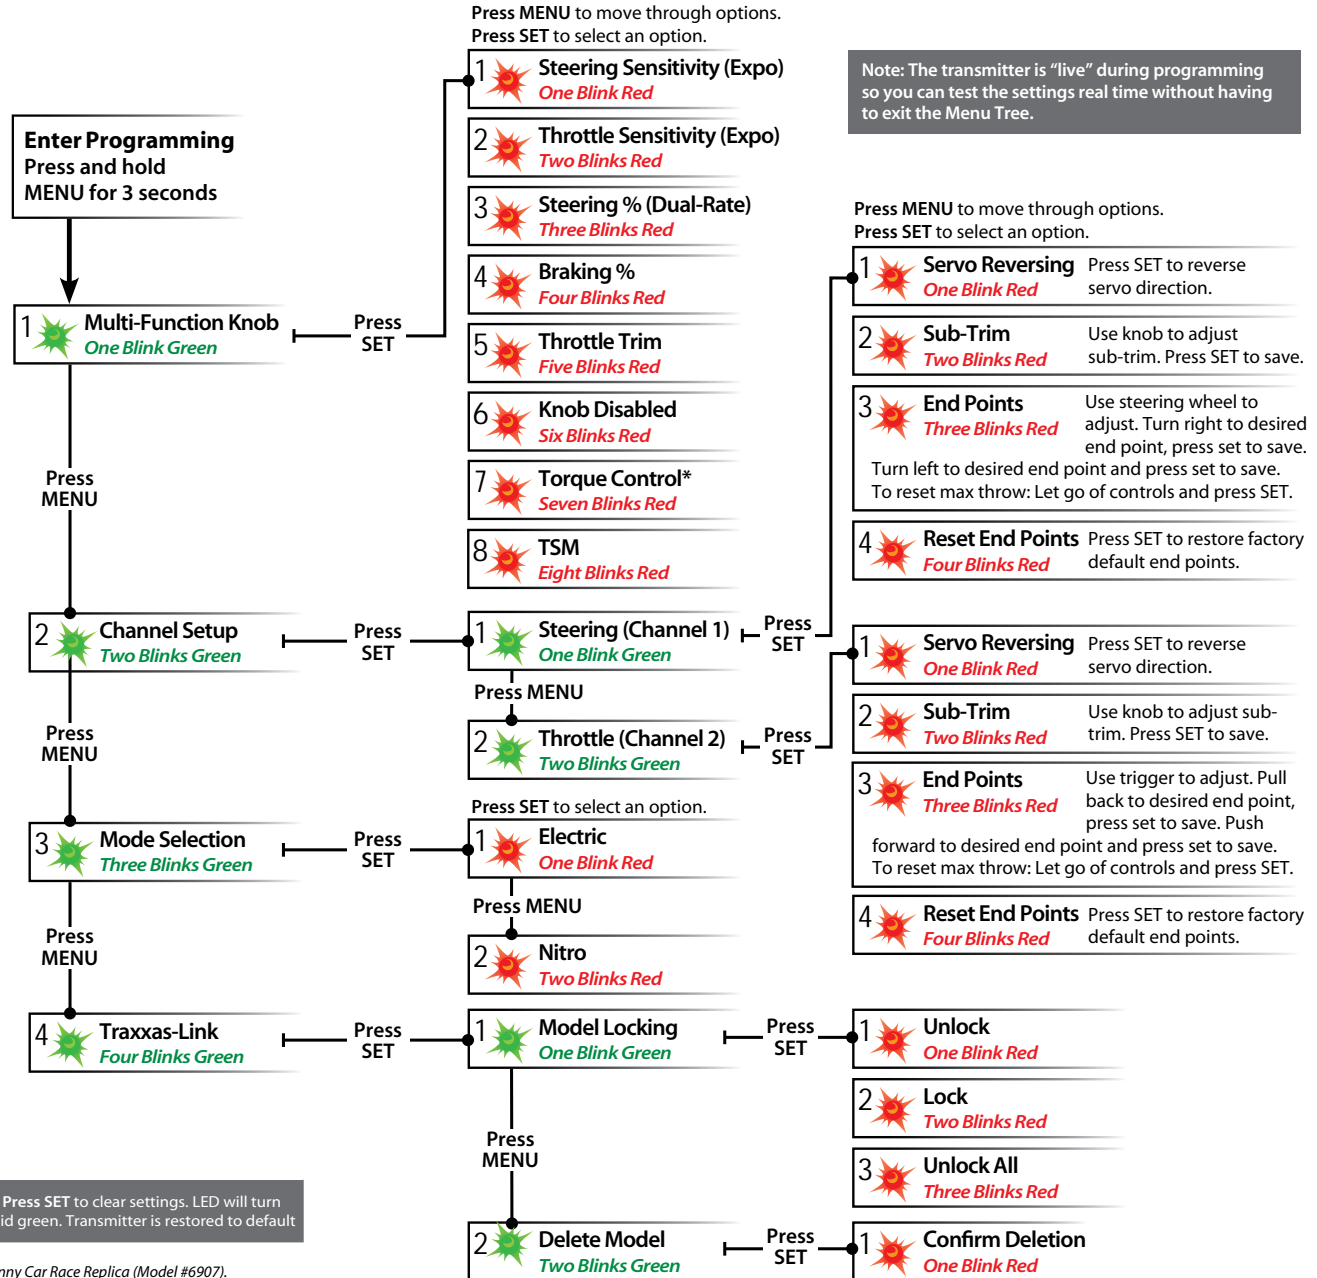 Press MENU to move through options.
Press SET to select an option.
1 Steering Sensitivity (Expo)
One Blink Red
2 Throttle Sensitivity (Expo)
Two Blinks Red
3 Steering % (Dual-Rate)
Three Blinks Red
4 Braking %
Four Blinks Red
5 Throttle Trim
Five Blinks Red
6 Knob Disabled
Six Blinks Red
7 Torque Control*
Seven Blinks Red
8 TSM
Eight Blinks Red
Note: The transmitter is “live” during programming
so you can test the settings real time without having
to exit the Menu Tree.
Enter Programming
Press and hold
MENU for 3 seconds
1 Multi-Function Knob
One Blink Green
Press
SET
Press
MENU
2 Channel Setup
Two Blinks Green
Press
SET
1 Steering (Channel 1)
One Blink Green
Press
SET
Press MENU
2 Throttle (Channel 2)
Two Blinks Green
Press
SET
Press MENU to move through options.
Press SET to select an option.
1 Servo Reversing Press SET to reverse
One Blink Red servo direction.
2 Sub-Trim Use knob to adjust
Two Blinks Red sub-trim. Press SET to save.
3 End Points Use steering wheel to
Three Blinks Red adjust. Turn right to desired
end point, press set to save.
Turn left to desired end point and press set to save.
To reset max throw: Let go of controls and press SET.
4 Reset End Points Press SET to restore factory
Four Blinks Red default end points.
1 Servo Reversing Press SET to reverse
One Blink Red servo direction.
2 Sub-Trim Use knob to adjust sub-
Two Blinks Red trim. Press SET to save.
3 End Points Use trigger to adjust. Pull
Three Blinks Red back to desired end point,
press set to save. Push
forward to desired end point and press set to save.
To reset max throw: Let go of controls and press SET.
4 Reset End Points Press SET to restore factory
Four Blinks Red default end points.
Press
MENU
3 Mode Selection
Three Blinks Green
Press
SET
Press SET to select an option.
1 Electric
One Blink Red
Press MENU
2 Nitro
Two Blinks Red
Press
MENU
4 Traxxas-Link
Four Blinks Green
Press
SET
1 Model Locking
One Blink Green
Press
SET
1 Unlock
One Blink Red
2 Lock
Two Blinks Red
3 Unlock All
Three Blinks Red
Press
MENU
2 Delete Model
Two Blinks Green
Press
SET
1 Confirm Deletion
One Blink Red
Press SET to clear settings. LED will turn
id green. Transmitter is restored to default
nny Car Race Replica (Model #6907).